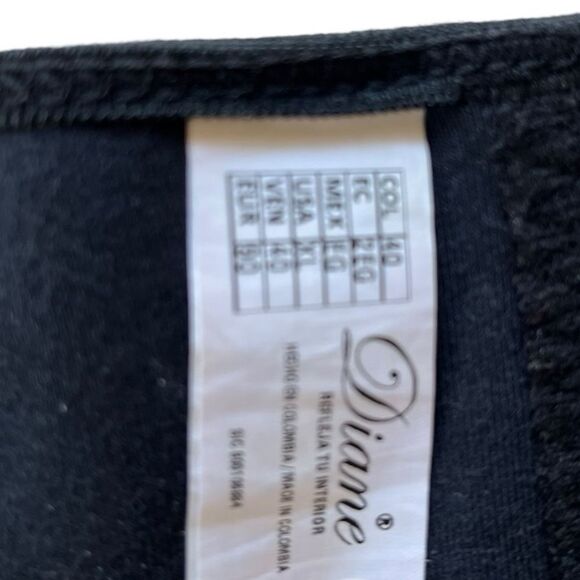 COL 40
EC 2EG
MEX EG
USA XL
VEN 40
EUR
Diane®
REFLEJA TU INTERIOR
HECHO EN COLOMBIA / MADE IN COLOMBIA
SIC